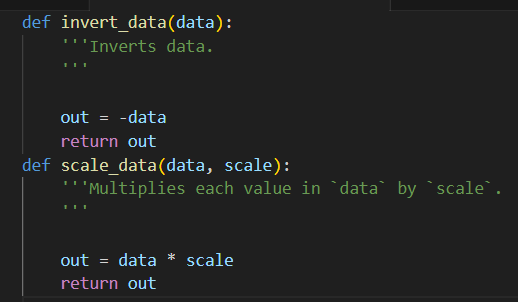 def invert_data(data):
    '''Inverts data.
    '''

    out = -data
    return out
def scale_data(data, scale):
    '''Multiplies each value in `data` by `scale`.
    '''

    out = data * scale
    return out